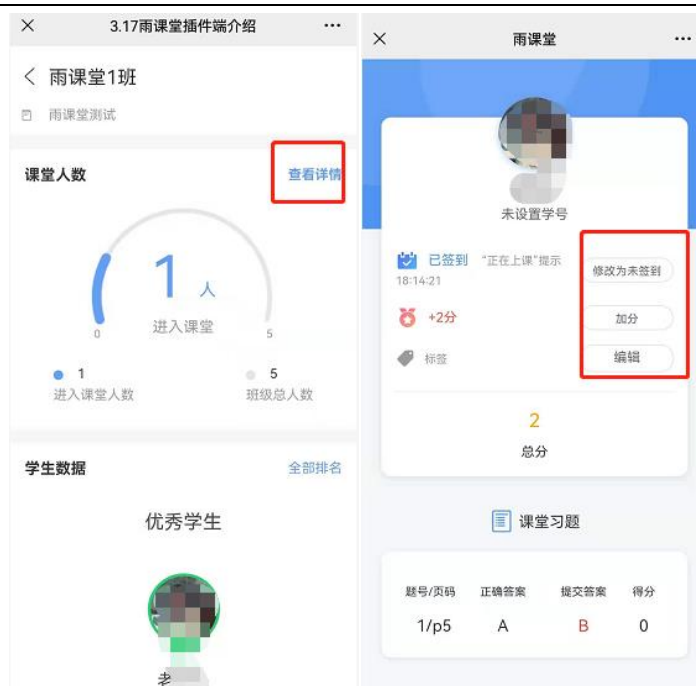 3.17雨课堂插件端介绍
雨课堂1班
雨课堂测试
课堂人数
查看详情
1 人
进入课堂
0
5
1
进入课堂人数
5
班级总人数
学生数据
全部排名
优秀学生
老
雨课堂
未设置学号
已签到 “正在上课”提示
18:14:21
修改为未签到
+2分
加分
标签
编辑
2
总分
课堂习题
题号/页码 正确答案 提交答案 得分
1/p5 A B 0